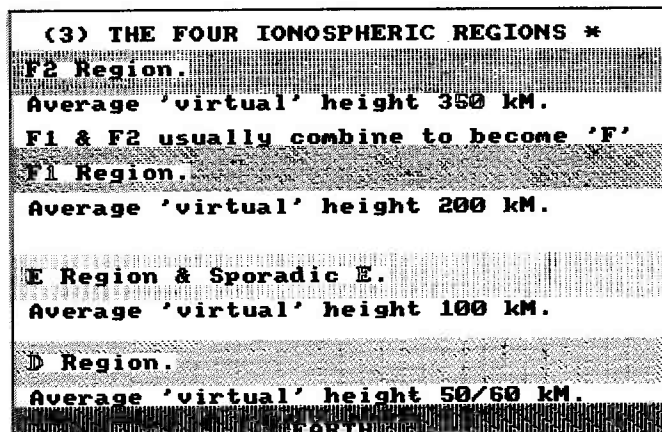 (3) THE FOUR IONOSPHERIC REGIONS *
F2 Region.
Average 'virtual' height 350 kM.
F1 & F2 usually combine to become 'F'
F1 Region.
Average 'virtual' height 200 kM.
E Region & Sporadic E.
Average 'virtual' height 100 kM.
D Region.
Average 'virtual' height 50/60 kM.
EARTH